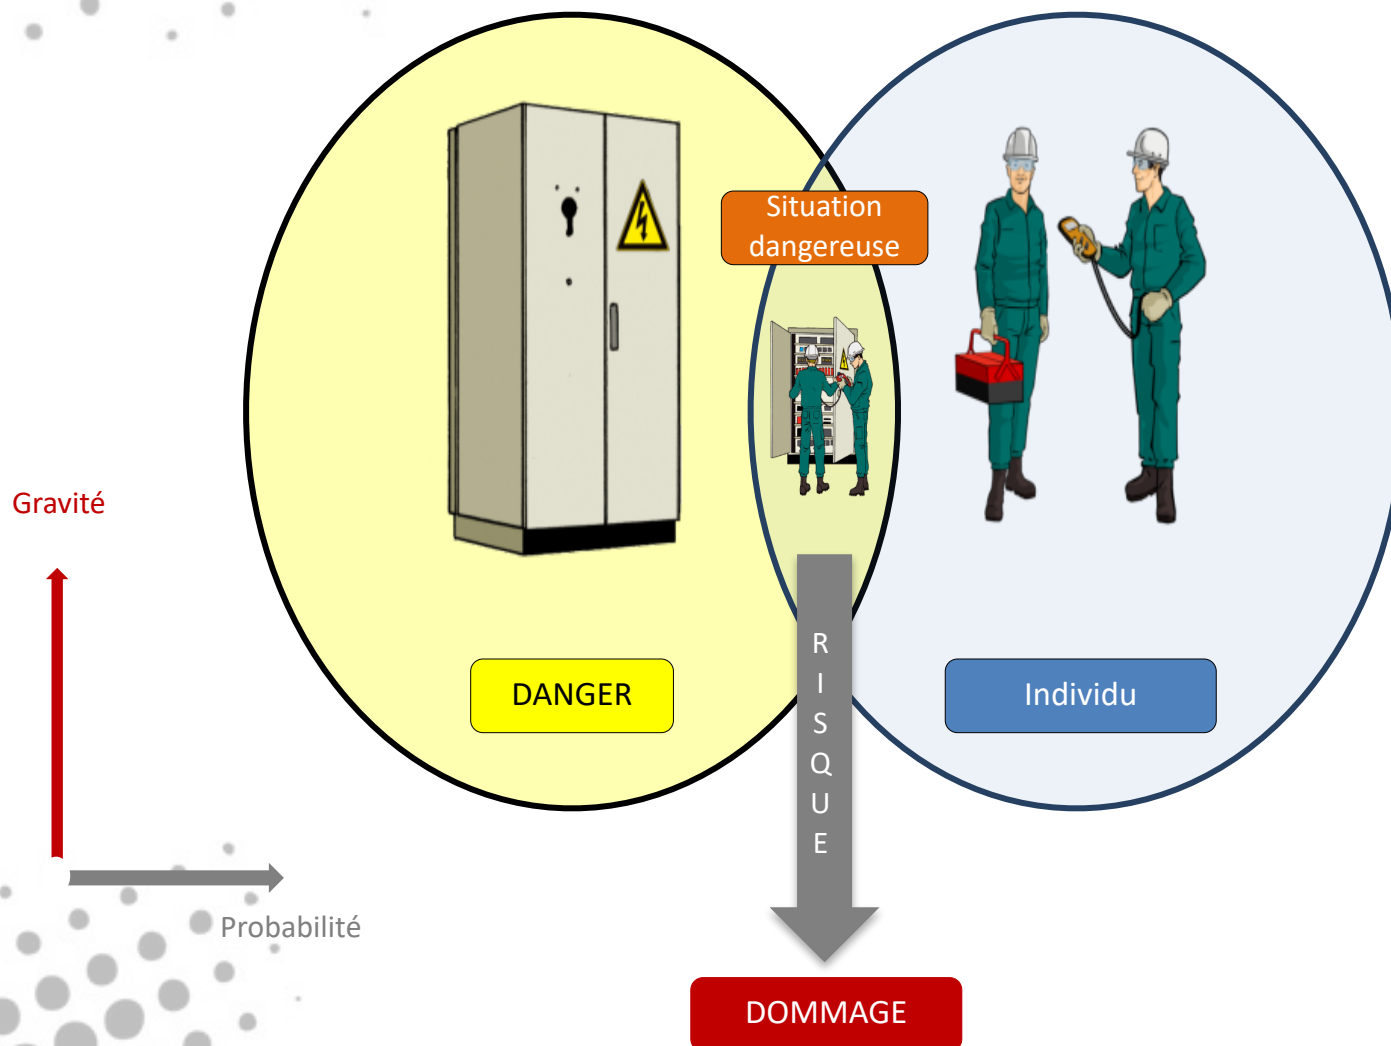 Situation
dangereuse
Gravité
R
I
S
Q
U
E
DANGER
Individu
Probabilité
DOMMAGE